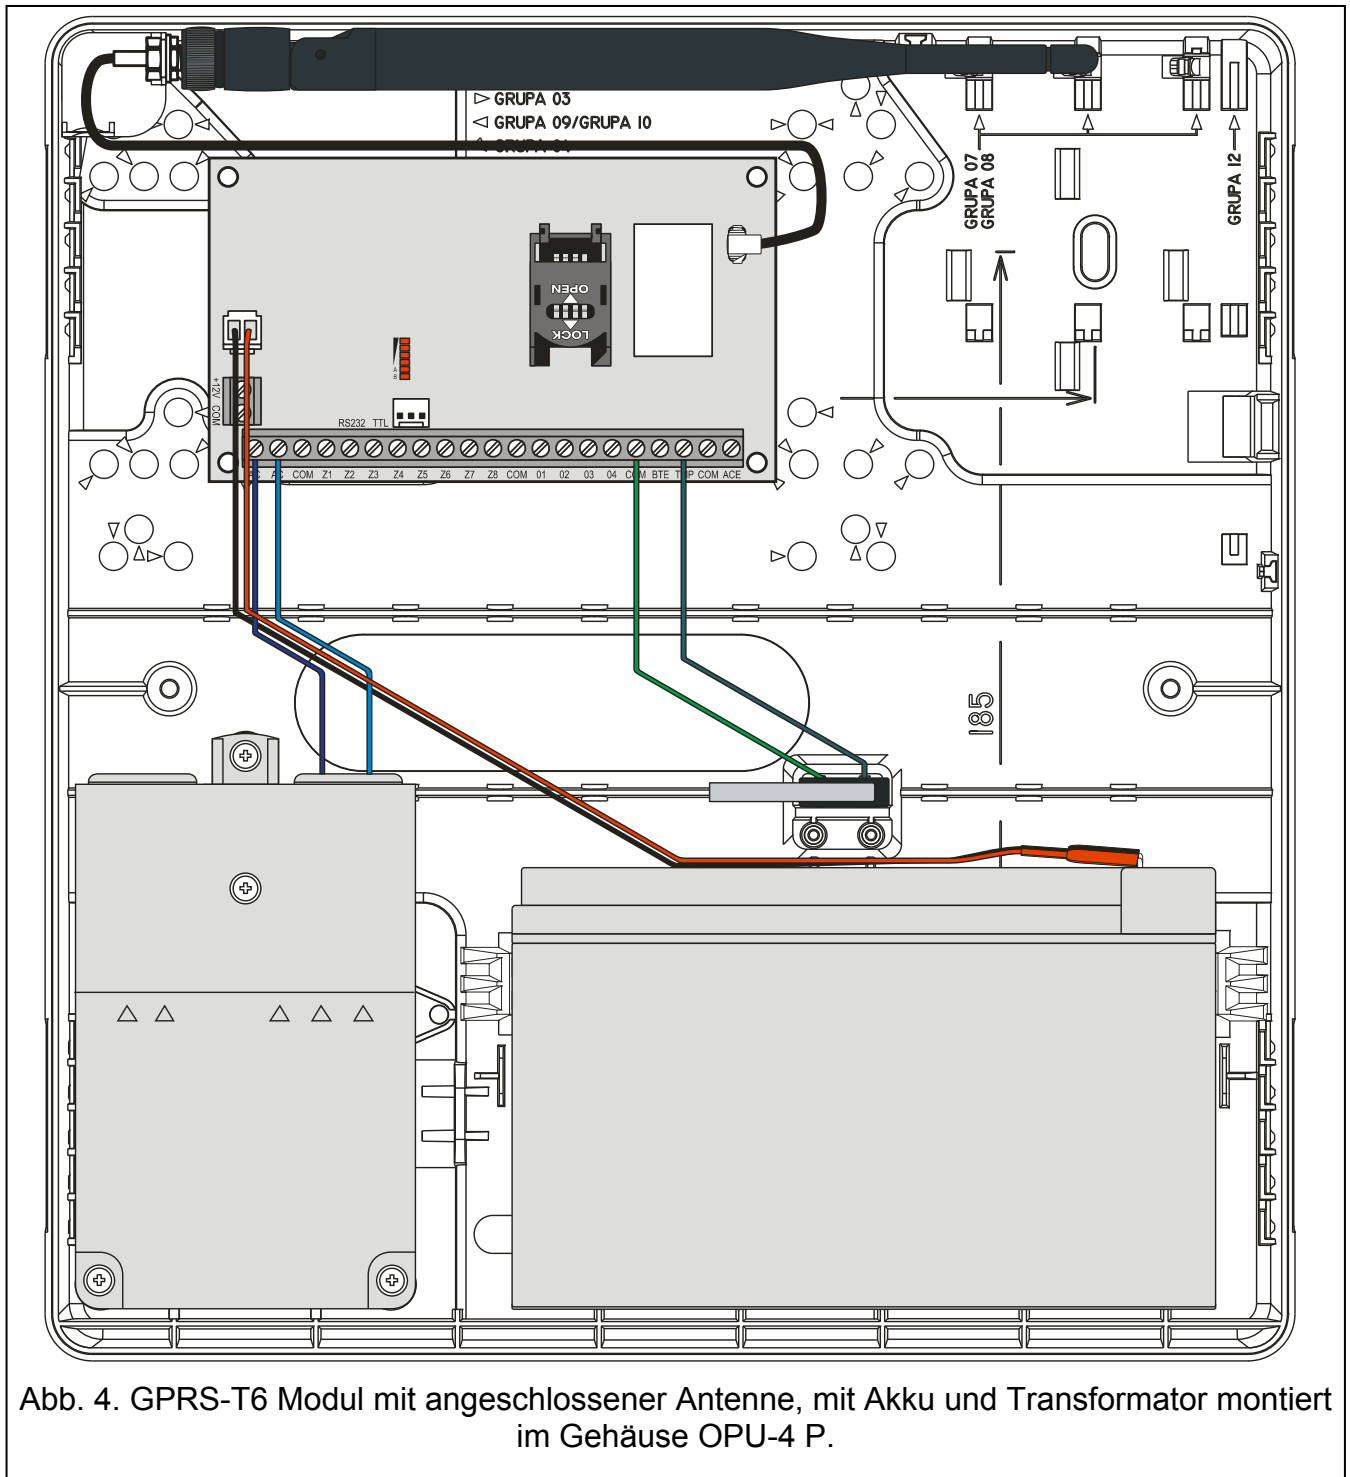 GRUPA 03
GRUPA 09/GRUPA 10
GRUPA 04
GRUPA 07
GRUPA 08
GRUPA 12
OPEN
LOCK
A
B
+12V COM
RS232 TTL
AC AC COM Z1 Z2 Z3 Z4 Z5 Z6 Z7 Z8 COM 01 02 03 04 COM BTE TMP COM ACE
185
Abb. 4. GPRS-T6 Modul mit angeschlossener Antenne, mit Akku und Transformator montiert
im Gehäuse OPU-4 P.